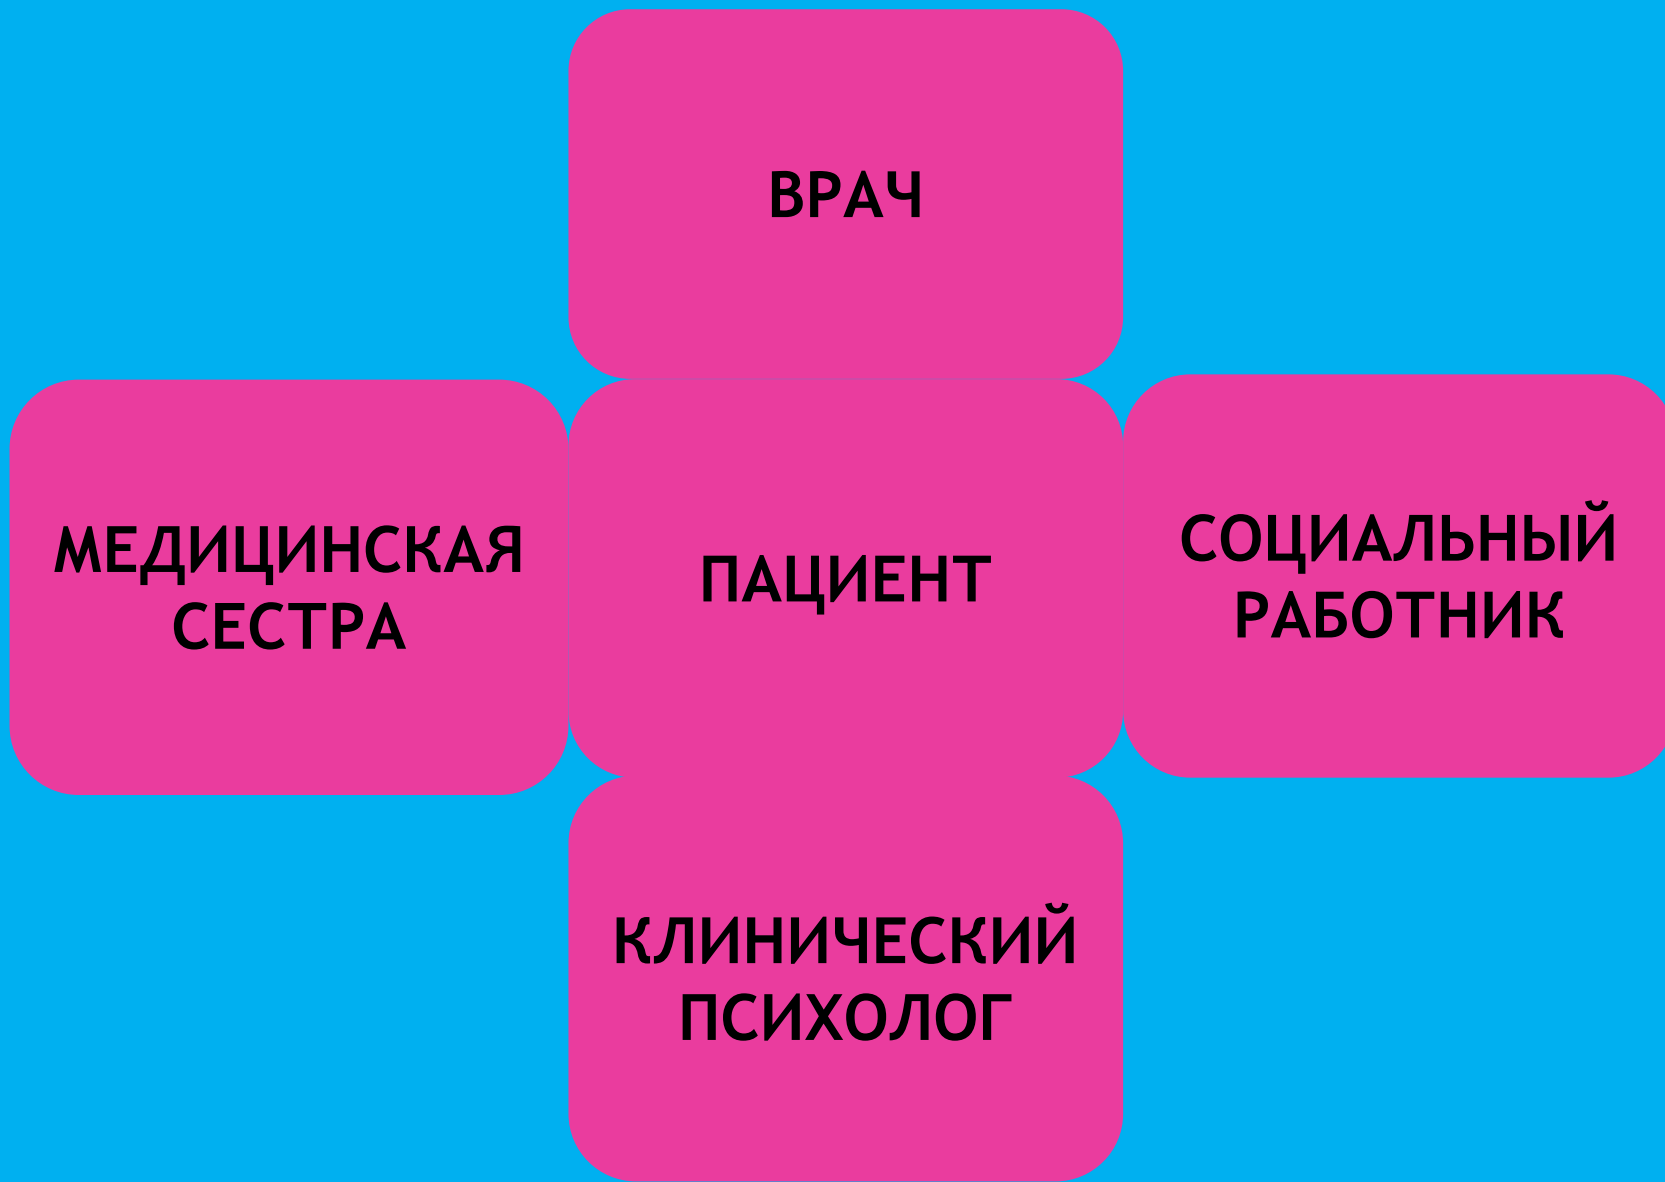 ВРАЧ
МЕДИЦИНСКАЯ
СЕСТРА
ПАЦИЕНТ
СОЦИАЛЬНЫЙ
РАБОТНИК
КЛИНИЧЕСКИЙ
ПСИХОЛОГ